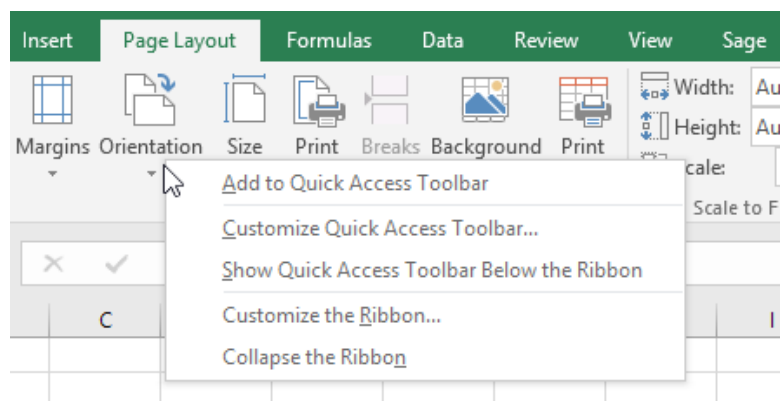 Insert Page Layout Formulas Data Review View Sage
Width: Au
Height: Au
Margins Orientation Size Print Breaks Background Print
cale:
Add to Quick Access Toolbar
Scale to F
Customize Quick Access Toolbar...
Show Quick Access Toolbar Below the Ribbon
Customize the Ribbon...
C I
Collapse the Ribbon